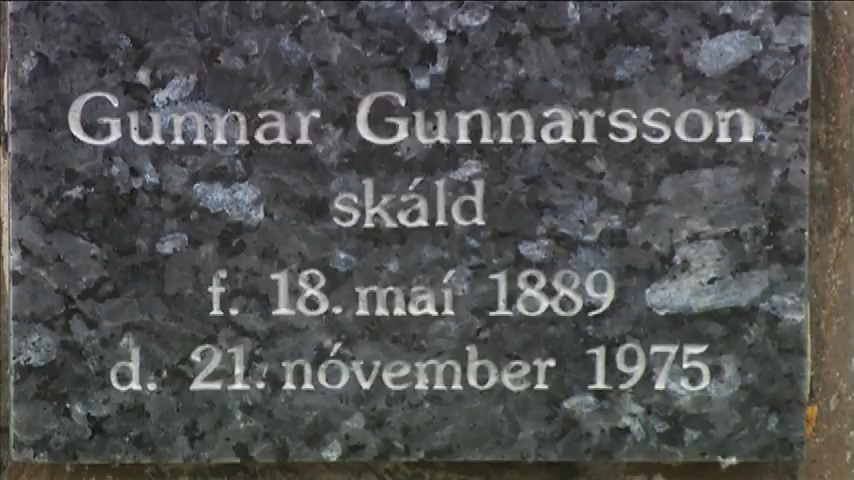 Gunnar Gunnarsson
skáld
f. 18. maí 1889
d. 21. nóvember 1975